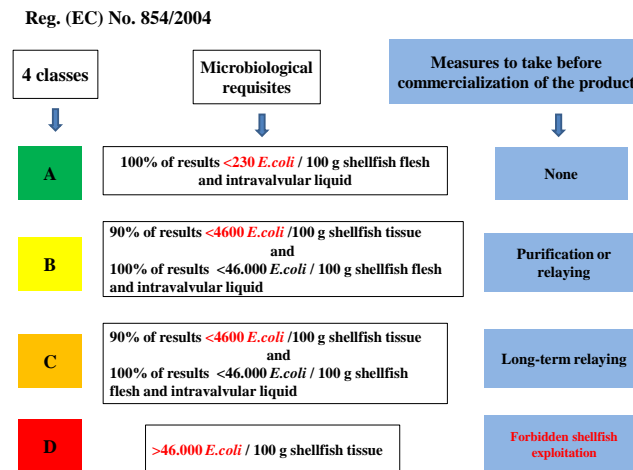 Reg. (EC) No. 854/2004
4 classes
Microbiological
requisites
Measures to take before
commercialization of the product
A
100% of results <230 E.coli / 100 g shellfish flesh
and intravalvular liquid
None
B
90% of results <4600 E.coli /100 g shellfish tissue
and
100% of results <46.000 E.coli / 100 g shellfish flesh
and intravalvular liquid
Purification or
relaying
C
90% of results <4600 E.coli /100 g shellfish tissue
and
100% of results <46.000 E.coli / 100 g shellfish
flesh and intravalvular liquid
Long-term relaying
D
>46.000 E.coli / 100 g shellfish tissue
Forbidden shellfish
exploitation